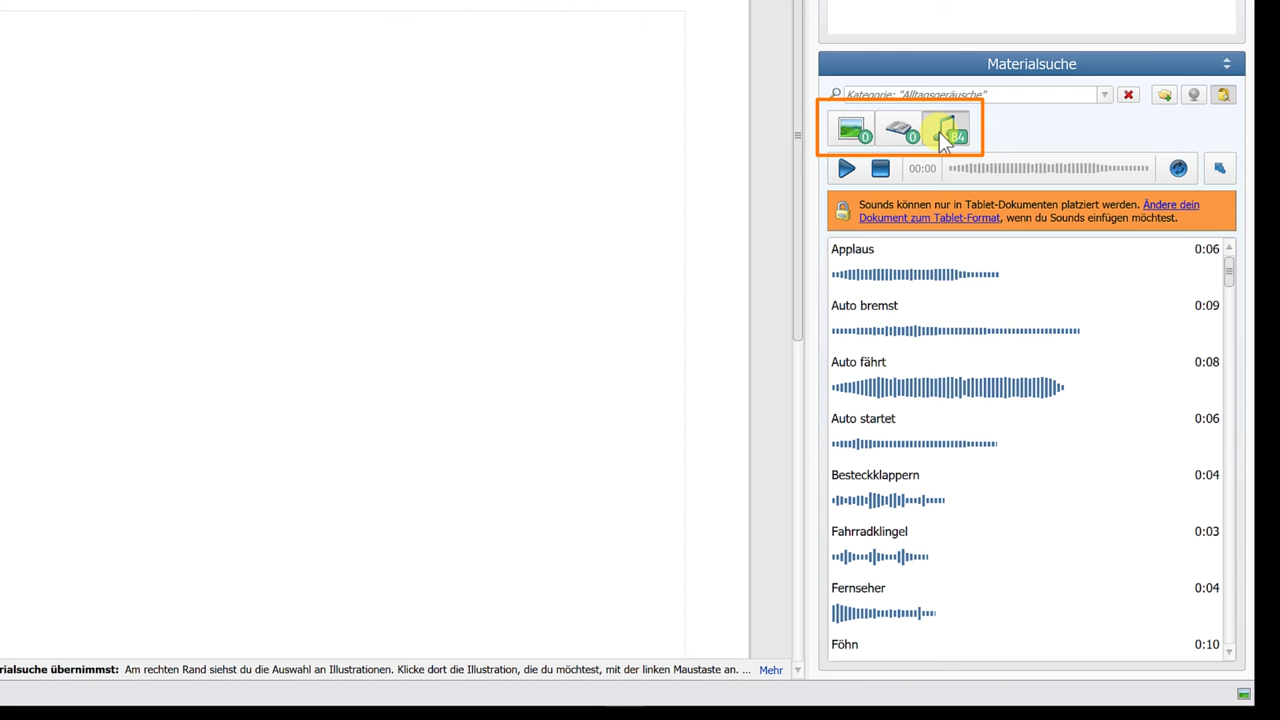 Materialsuche
Kategorie: "Alltagsgeräusche"
0
0
84
00:00
Sounds können nur in Tablet-Dokumenten platziert werden. Ändere dein
Dokument zum Tablet-Format, wenn du Sounds einfügen möchtest.
Applaus 0:06
Auto bremst 0:09
Auto fährt 0:08
Auto startet 0:06
Besteckklappern 0:04
Fahrradklingel 0:03
Fernseher 0:04
Föhn 0:10
rialsuche übernimmst: Am rechten Rand siehst du die Auswahl an Illustrationen. Klicke dort die Illustration, die du möchtest, mit der linken Maustaste an. ... Mehr